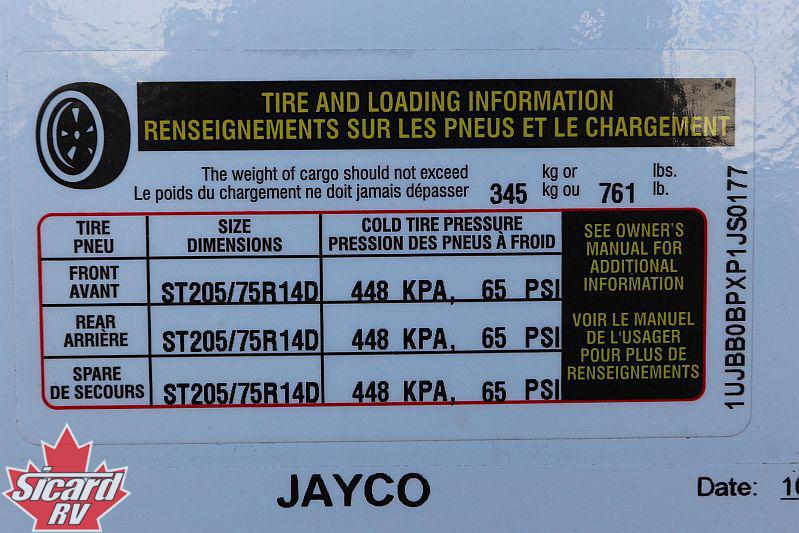 TIRE AND LOADING INFORMATION
RENSEIGNEMENTS SUR LES PNEUS ET LE CHARGEMENT
The weight of cargo should not exceed kg or lbs.
Le poids du chargement ne doit jamais dépasser 345 kg ou 761 lb.
TIRE SIZE COLD TIRE PRESSURE
PNEU DIMENSIONS PRESSION DES PNEUS À FROID
FRONT
AVANT ST205/75R14D 448 KPA, 65 PSI
REAR
ARRIÈRE ST205/75R14D 448 KPA, 65 PSI
SPARE
DE SECOURS ST205/75R14D 448 KPA, 65 PSI
SEE OWNER'S
MANUAL FOR
ADDITIONAL
INFORMATION
VOIR LE MANUEL
DE L'USAGER
POUR PLUS DE
RENSEIGNEMENTS
1UJBB0BPXP1JS0177
JAYCO
Date: 10
Sicard
RV